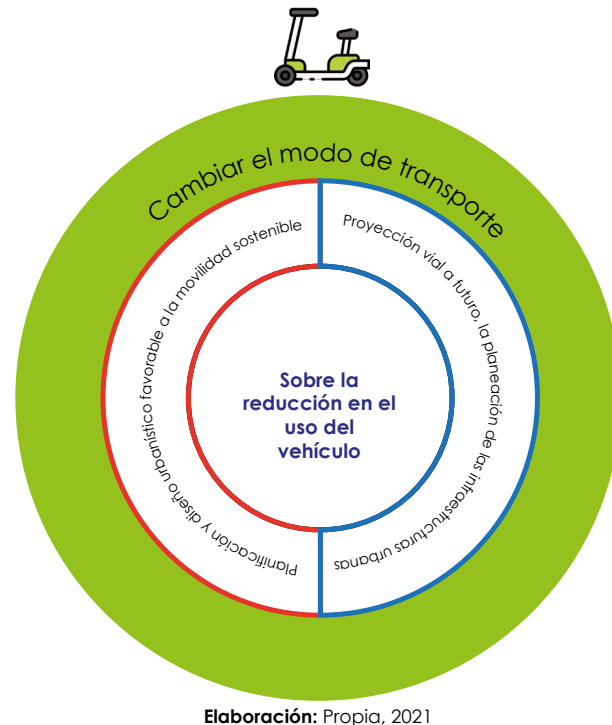 Cambiar el modo de transporte
Planificación y diseño urbanístico favorable a la movilidad sostenible
Proyección vial a futuro, la planeación de las infraestructuras urbanas
Sobre la
reducción en el
uso del
vehículo
Elaboración: Propia, 2021